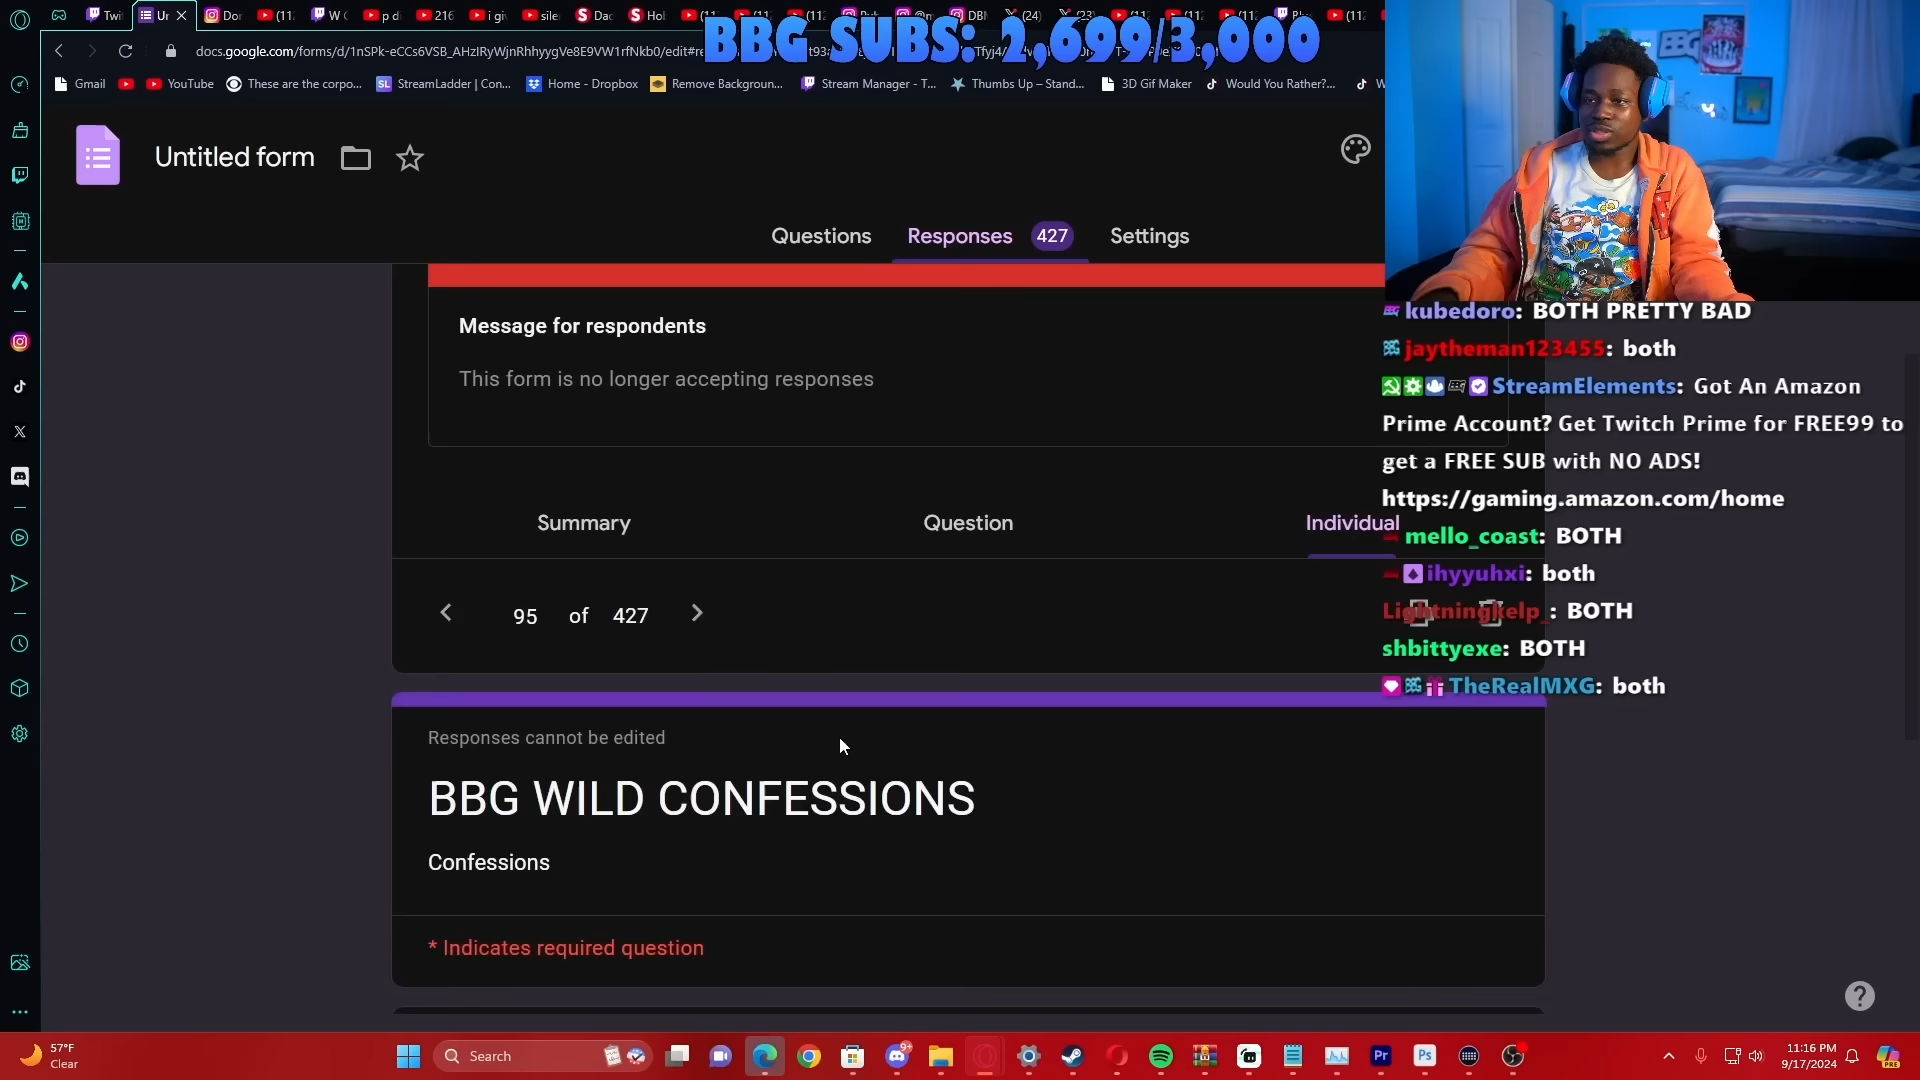 BBG SUBS: 2,699/3,000
docs.google.com/forms/d/1nSPk-eCCs6VSB_AHzIRyWjnRhhyygVe8E9VW1rfNkb0/edit#re
Gmail YouTube These are the corpo... StreamLadder | Con... Home - Dropbox Remove Backgroun... Stream Manager - T... Thumbs Up – Stand... 3D Gif Maker Would You Rather?...
Untitled form
Questions Responses 427 Settings
Message for respondents
This form is no longer accepting responses
Summary Question Individual
95 of 427
Responses cannot be edited
BBG WILD CONFESSIONS
Confessions
* Indicates required question
kubedoro: BOTH PRETTY BAD
jaytheman123455: both
StreamElements: Got An Amazon
Prime Account? Get Twitch Prime for FREE99 to
get a FREE SUB with NO ADS!
https://gaming.amazon.com/home
mello_coast: BOTH
ihyyuhxi: both
Lightningkelp_: BOTH
shbittyexe: BOTH
TheRealMXG: both
57°F
Clear
Search
11:16 PM
9/17/2024